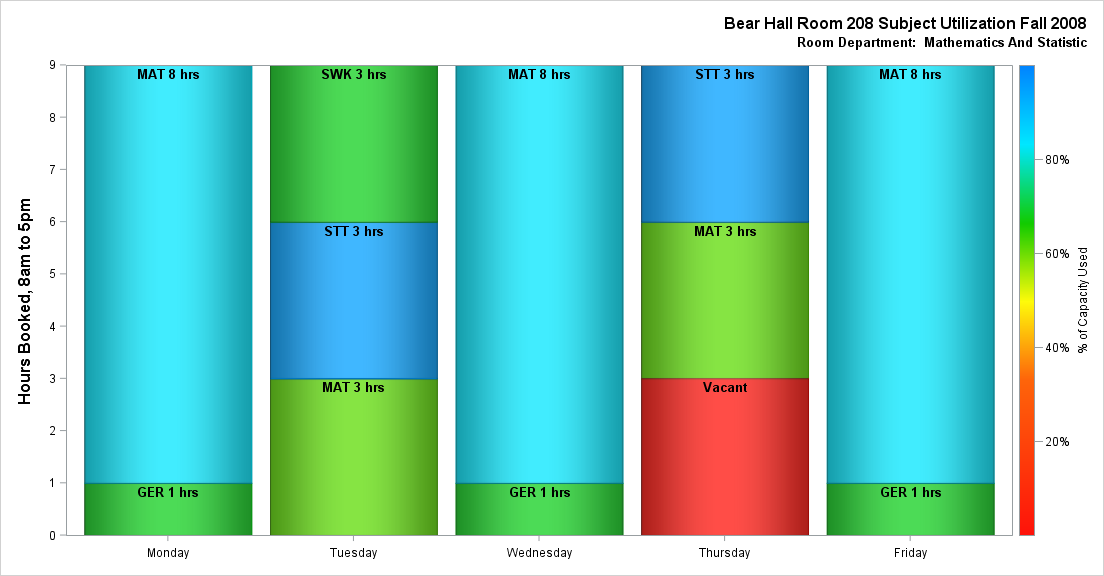 Bear Hall Room 208 Subject Utilization Fall 2008
Room Department:  Mathematics And Statistic
Hours Booked, 8am to 5pm
9
8
7
6
5
4
3
2
1
0
MAT 8 hrs
GER 1 hrs
SWK 3 hrs
STT 3 hrs
MAT 3 hrs
MAT 8 hrs
GER 1 hrs
STT 3 hrs
MAT 3 hrs
Vacant
MAT 8 hrs
GER 1 hrs
Monday
Tuesday
Wednesday
Thursday
Friday
80%
60%
40%
20%
% of Capacity Used